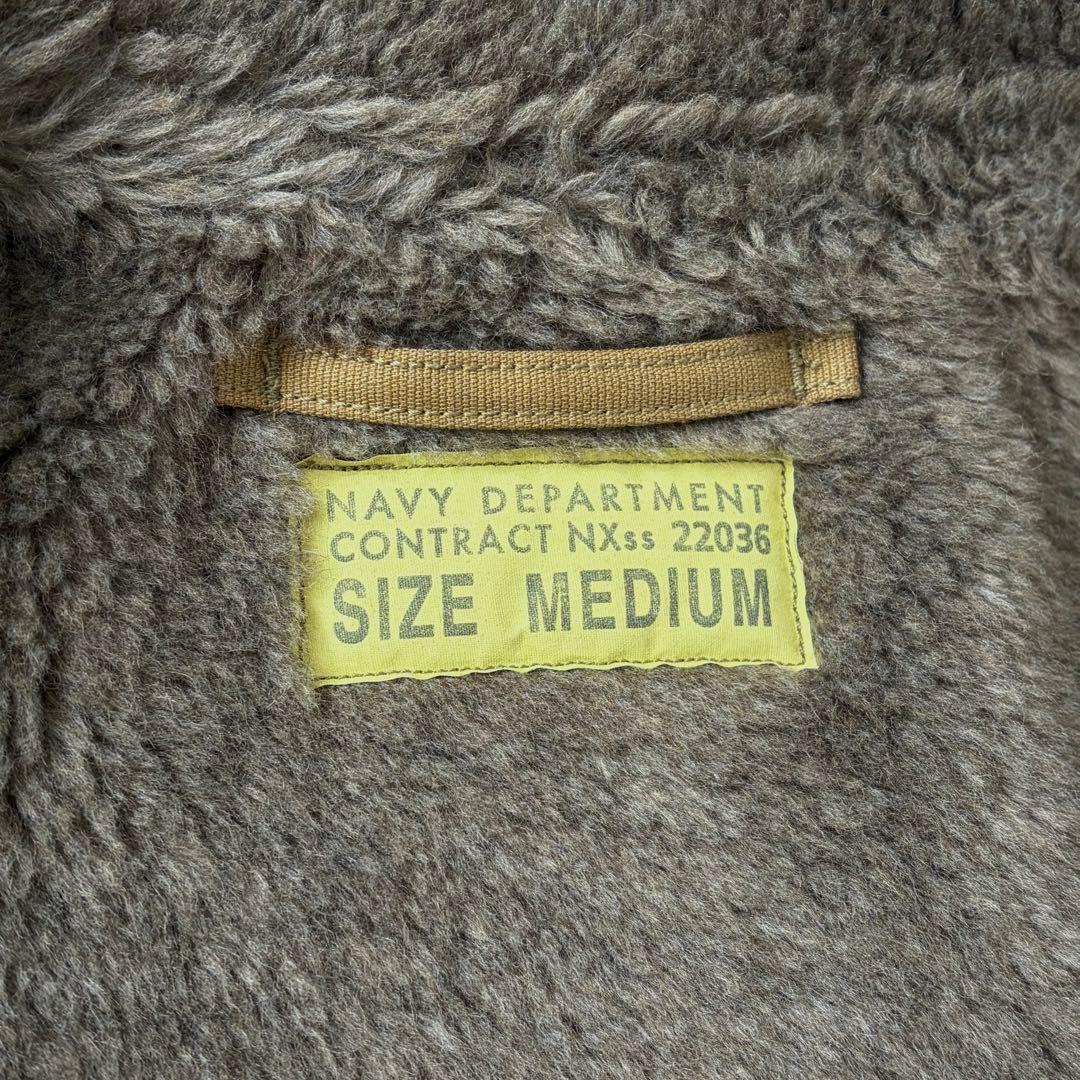 NAVY DEPARTMENT
CONTRACT NXss 22036
SIZE MEDIUM